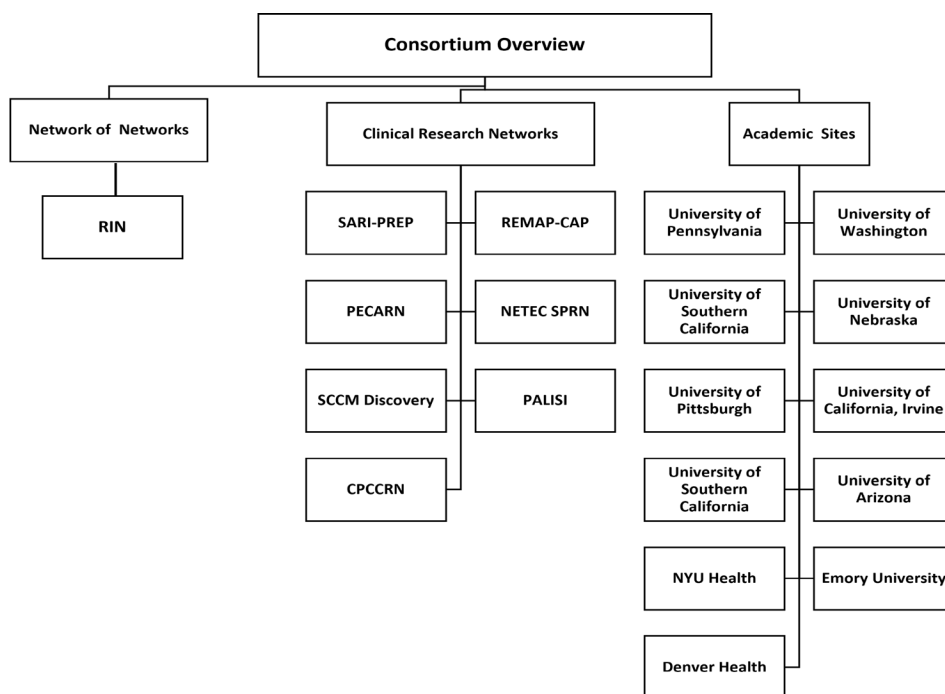 Consortium Overview
Network of Networks
Clinical Research Networks
Academic Sites
RIN
SARI-PREP
REMAP-CAP
PECARN
NETEC SPRN
SCCM Discovery
PALISI
CPCCRN
University of
Pennsylvania
University of
Washington
University of
Southern
California
University of
Nebraska
University of
Pittsburgh
University of
California, Irvine
University of
Southern
California
University of
Arizona
NYU Health
Emory University
Denver Health